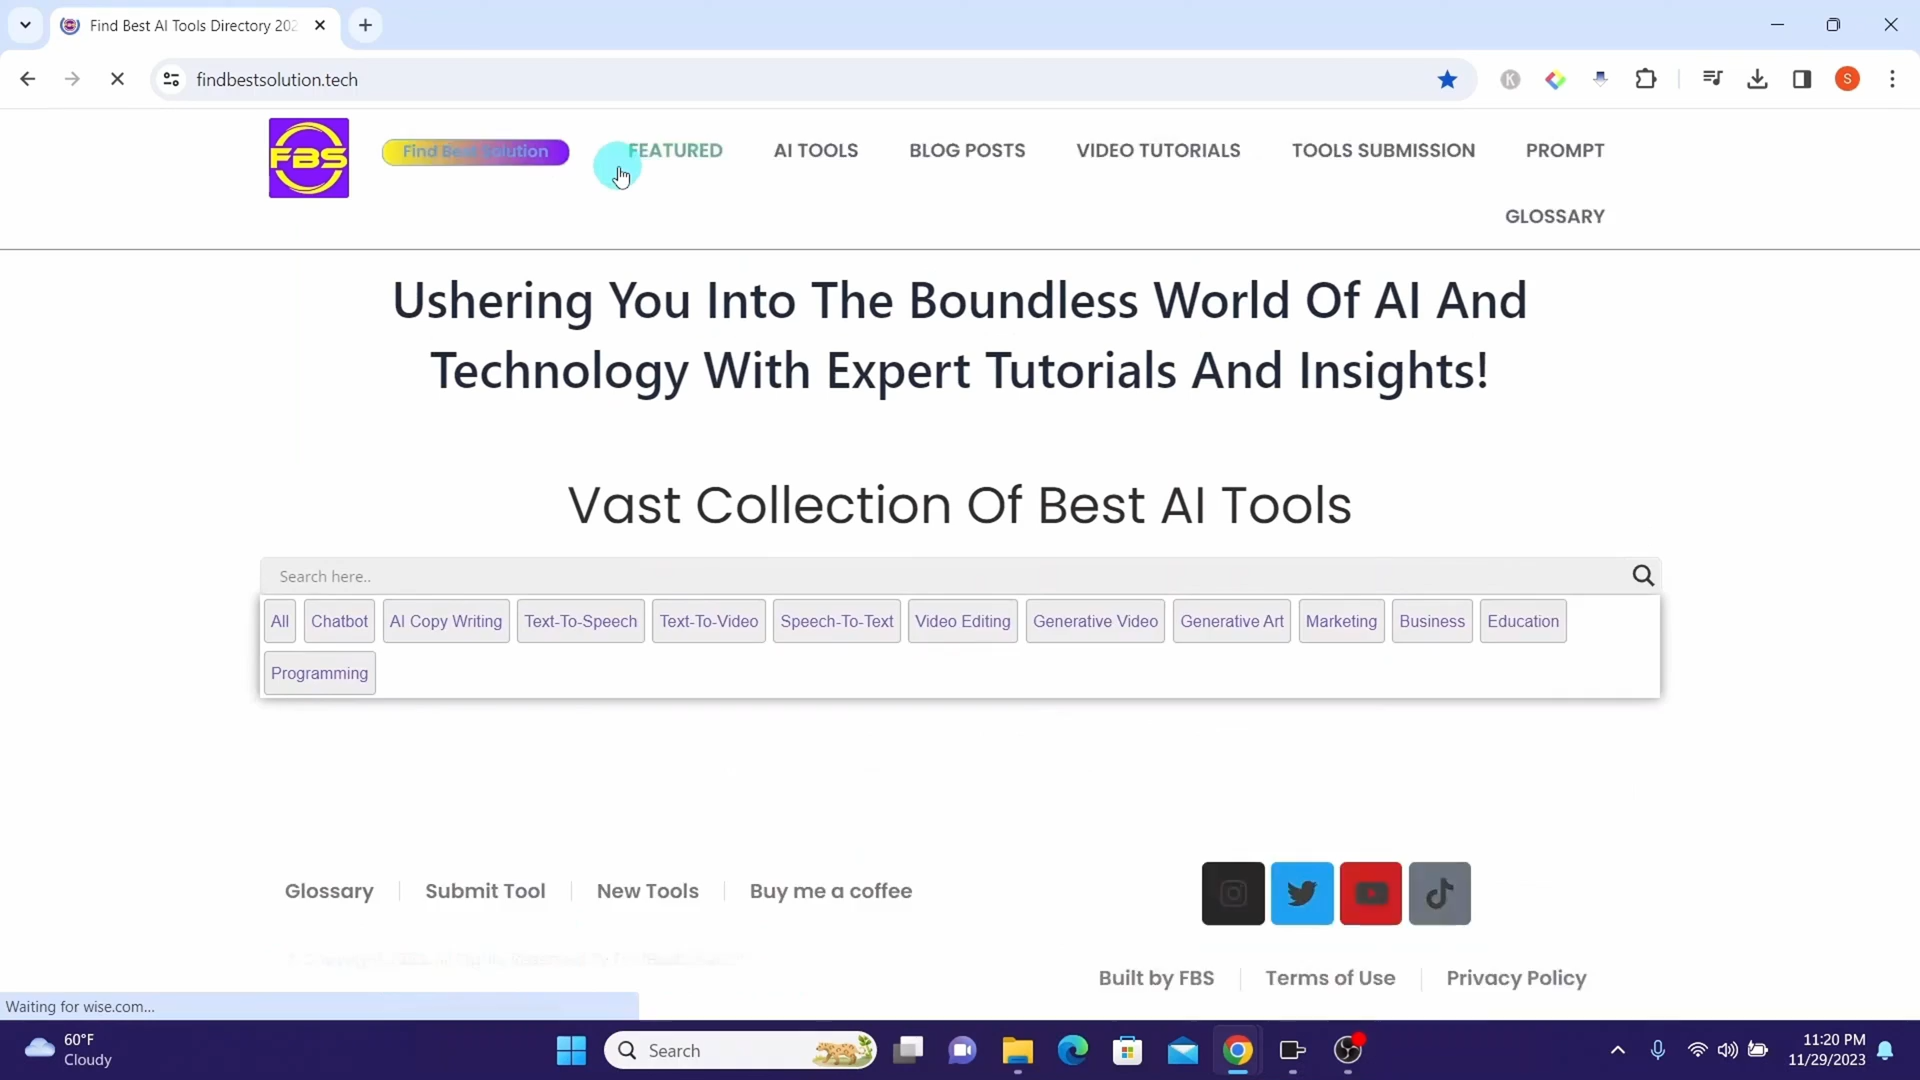 Find Best AI Tools Directory 202
findbestsolution.tech
K
S
FBS
Find Best Solution
FEATURED
AI TOOLS
BLOG POSTS
VIDEO TUTORIALS
TOOLS SUBMISSION
PROMPT
GLOSSARY
Ushering You Into The Boundless World Of AI And
Technology With Expert Tutorials And Insights!
Vast Collection Of Best AI Tools
Search here..
All
Chatbot
AI Copy Writing
Text-To-Speech
Text-To-Video
Speech-To-Text
Video Editing
Generative Video
Generative Art
Marketing
Business
Education
Programming
Glossary
Submit Tool
New Tools
Buy me a coffee
Built by FBS
Terms of Use
Privacy Policy
Waiting for wise.com...
60°F
Cloudy
Search
11:20 PM
11/29/2023